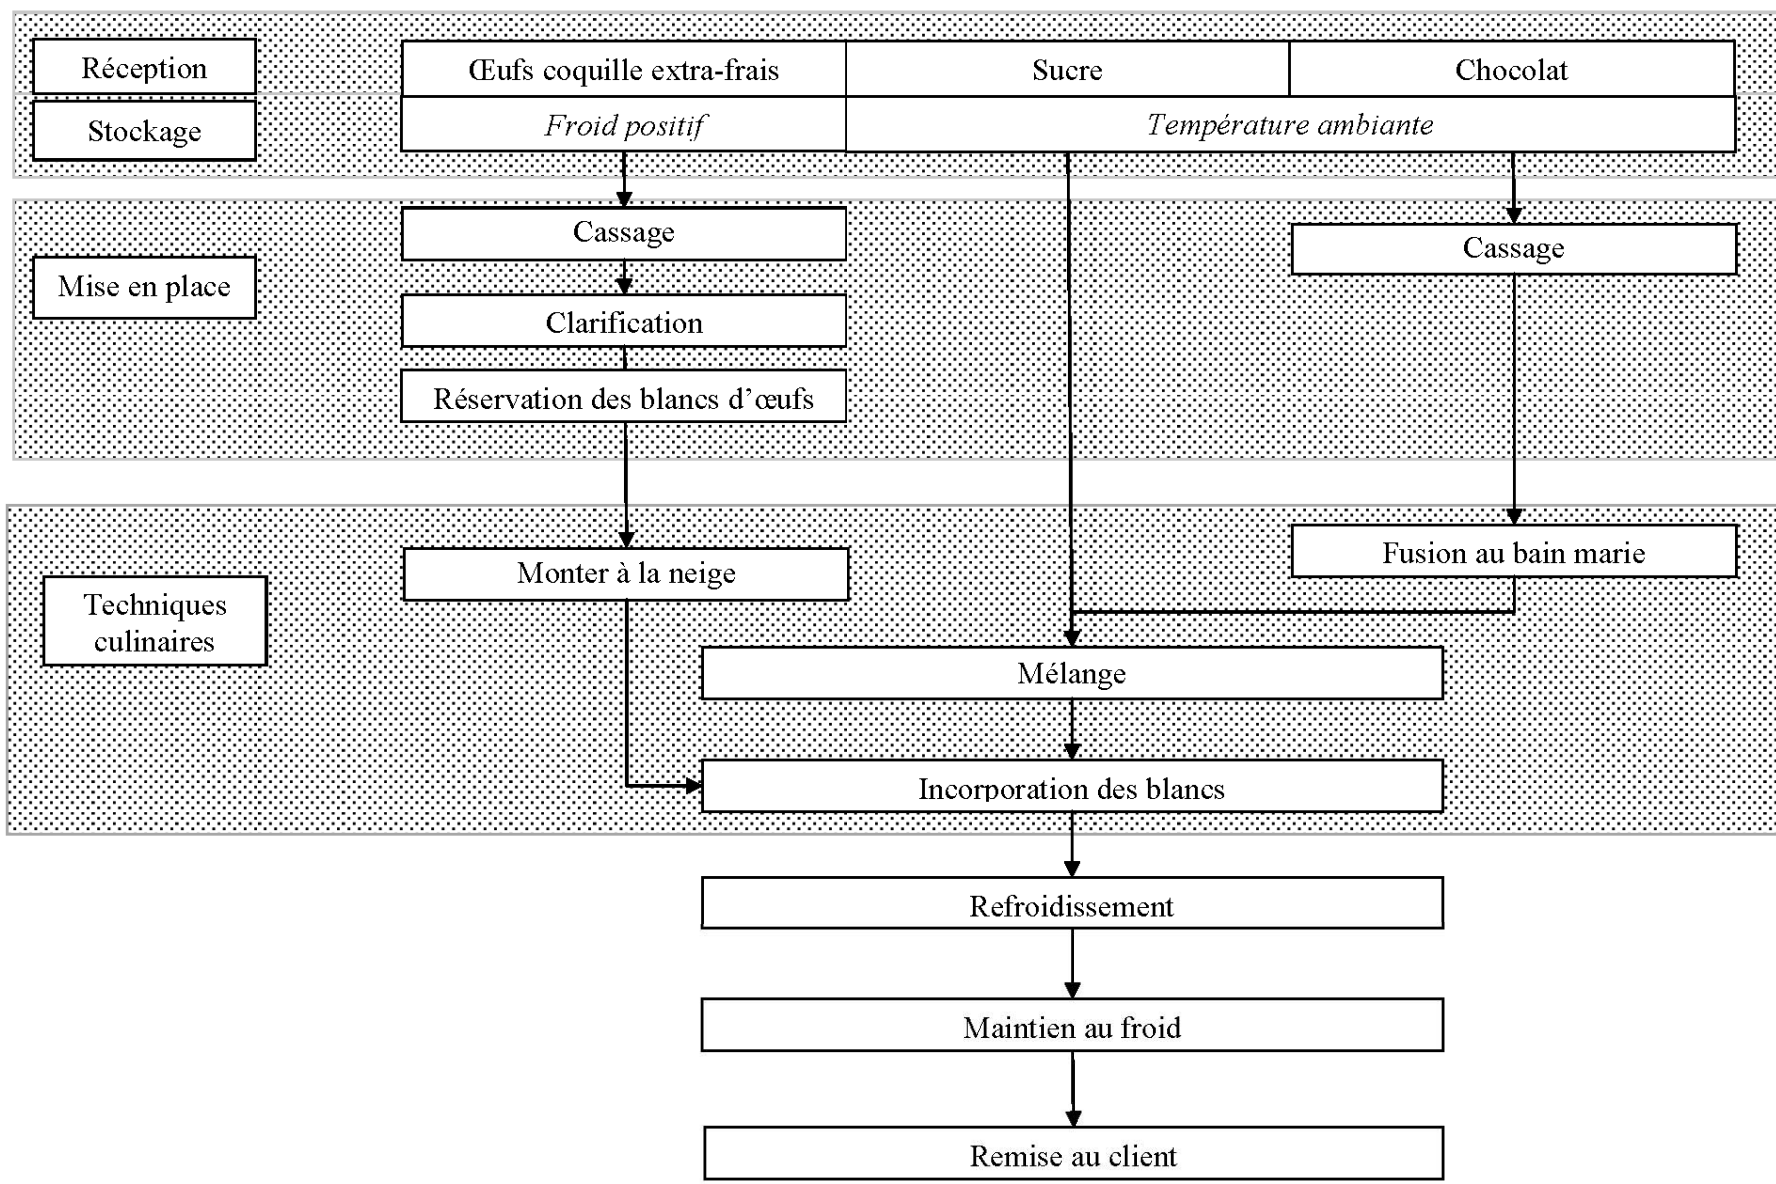 Réception
Œufs coquille extra-frais
Sucre
Chocolat
Stockage
Froid positif
Température ambiante
Cassage
Cassage
Mise en place
Clarification
Réservation des blancs d’œufs
Monter à la neige
Fusion au bain marie
Techniques
culinaires
Mélange
Incorporation des blancs
Refroidissement
Maintien au froid
Remise au client